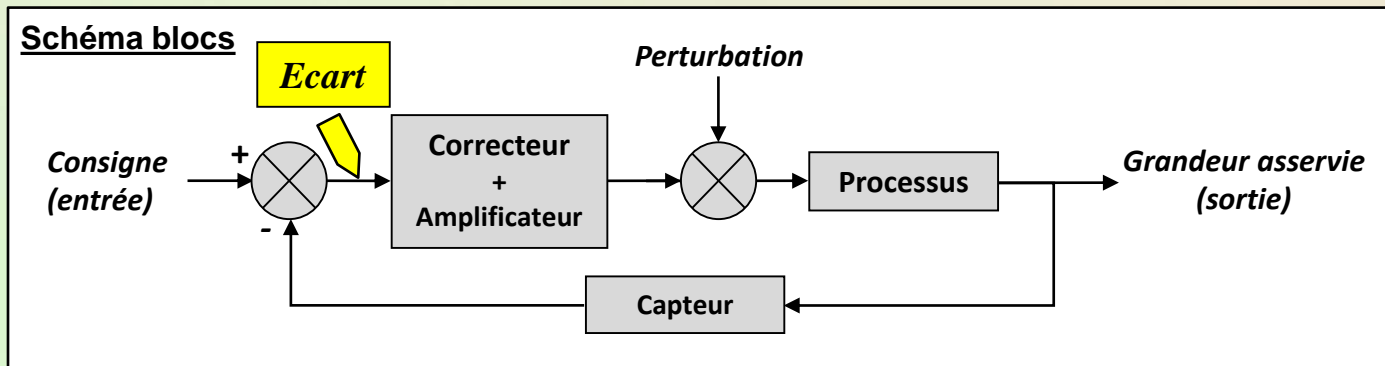 Schéma blocs
Ecart
Perturbation
Consigne
(entrée)
+
-
Correcteur
+
Amplificateur
Processus
Grandeur asservie
(sortie)
Capteur